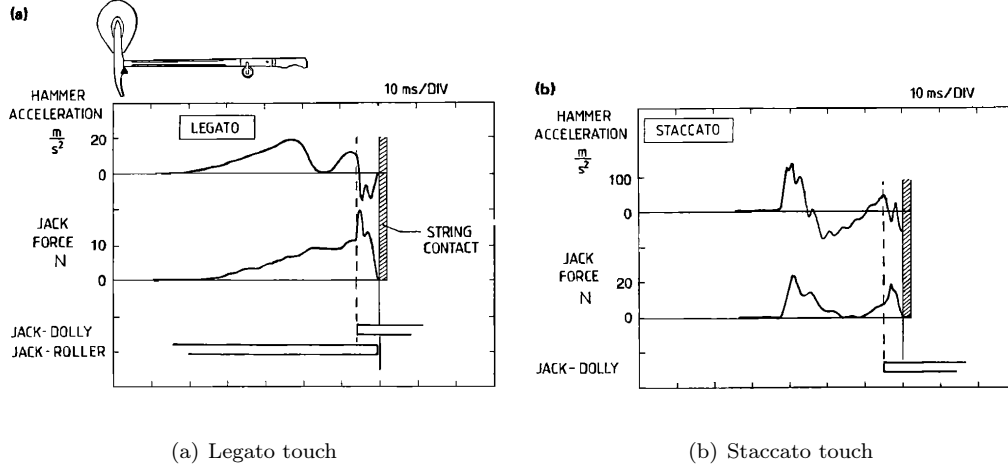 (a)
10 ms/DIV
HAMMER
ACCELERATION
m
s²
LEGATO
20
0
JACK
FORCE
N
10
0
STRING
CONTACT
JACK-DOLLY
JACK-ROLLER
(b)
10 ms/DIV
HAMMER
ACCELERATION
m
s²
STACCATO
100
0
JACK
FORCE
N
20
0
JACK-DOLLY
(a) Legato touch
(b) Staccato touch